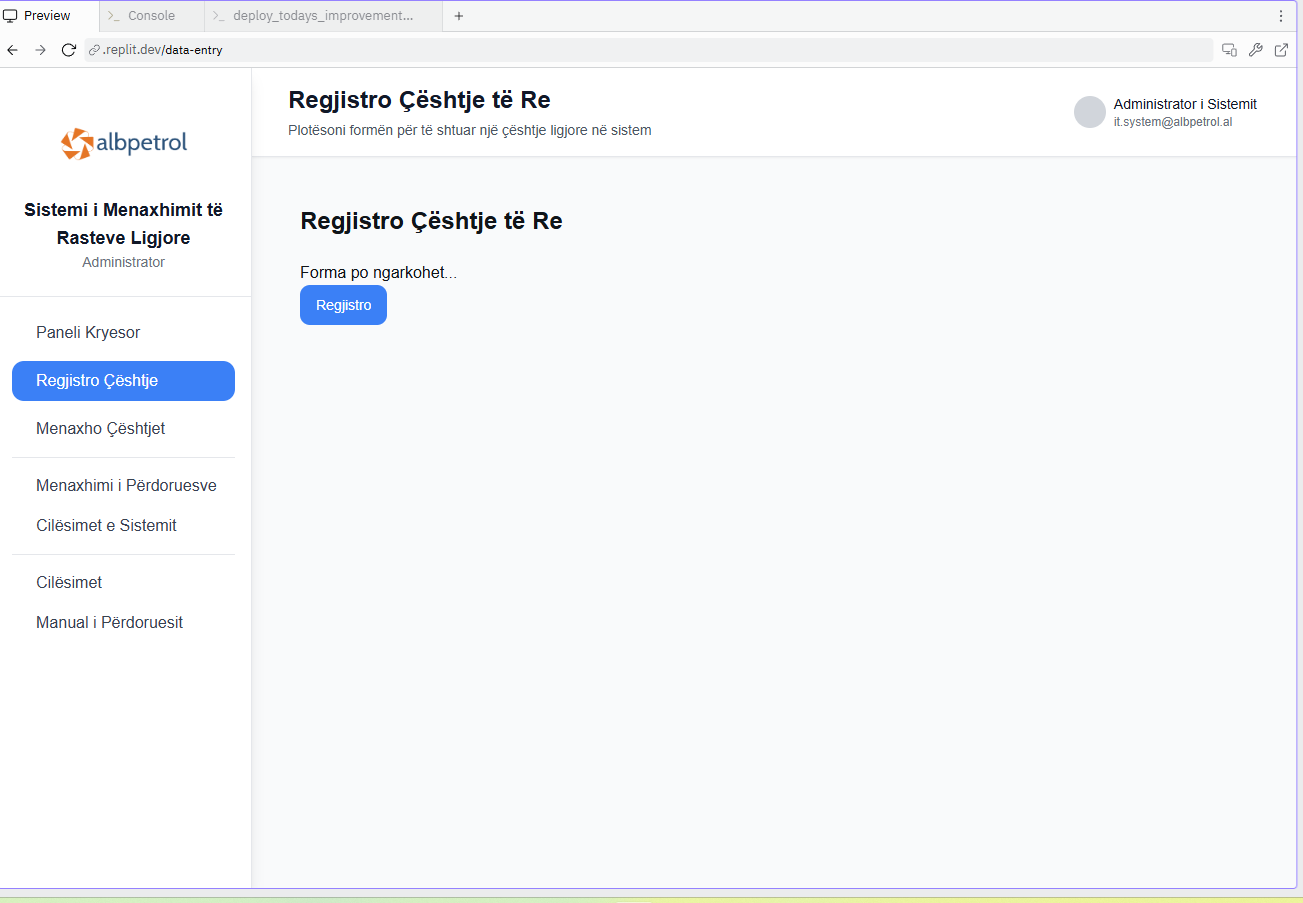 Preview
Console
deploy_todays_improvement...
.replit.dev/data-entry
albpetrol
Sistemi i Menaxhimit të
Rasteve Ligjore
Administrator
Paneli Kryesor
Regjistro Çështje
Menaxho Çështjet
Menaxhimi i Përdoruesve
Cilësimet e Sistemit
Cilësimet
Manual i Përdoruesit
Regjistro Çështje të Re
Plotësoni formën për të shtuar një çështje ligjore në sistem
Administrator i Sistemit
it.system@albpetrol.al
Regjistro Çështje të Re
Forma po ngarkohet...
Regjistro